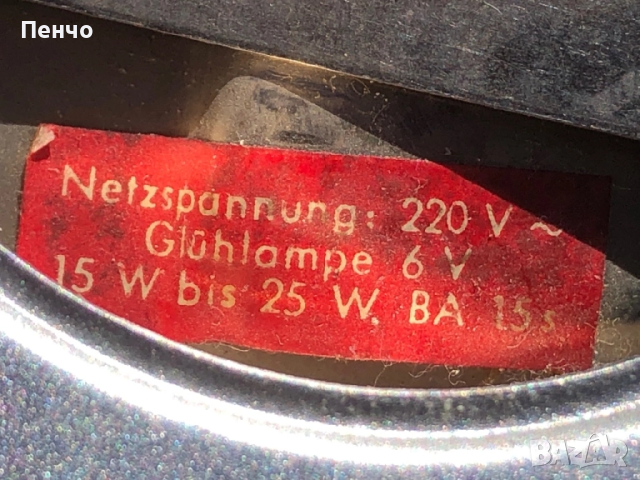 Пенчо
Netzspannung: 220 V ~
Glühlampe 6 V
15 W bis 25 W, BA 15s
BAZAR